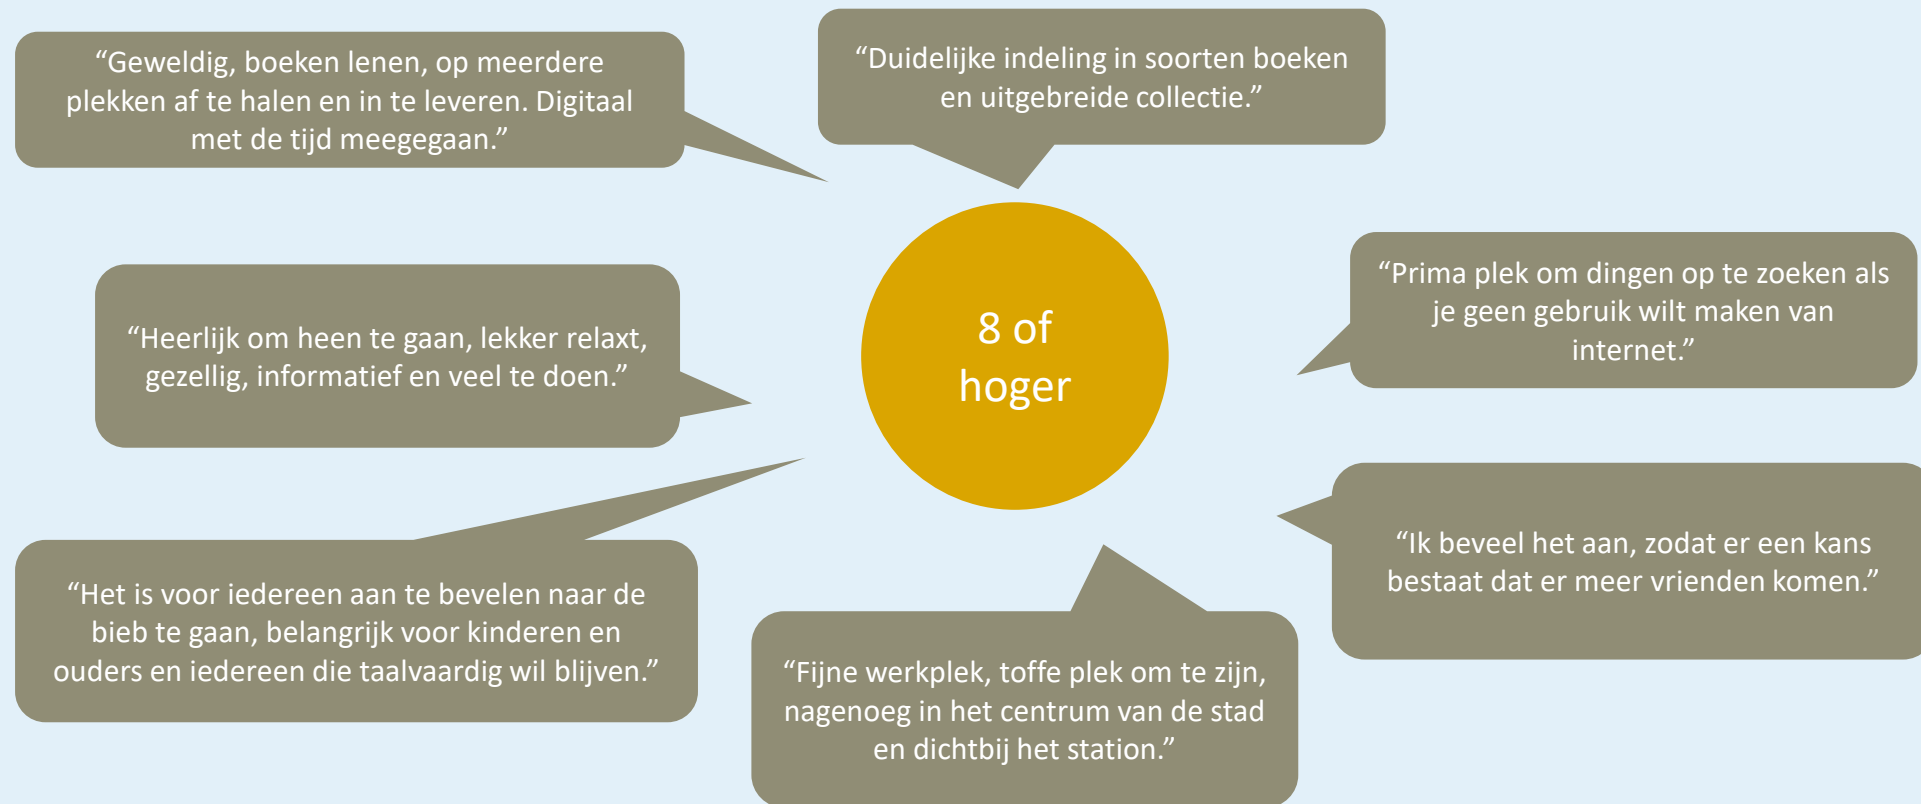 “Geweldig, boeken lenen, op meerdere
plekken af te halen en in te leveren. Digitaal
met de tijd meegegaan.”
“Duidelijke indeling in soorten boeken
en uitgebreide collectie.”
“Heerlijk om heen te gaan, lekker relaxt,
gezellig, informatief en veel te doen.”
8 of
hoger
“Prima plek om dingen op te zoeken als
je geen gebruik wilt maken van
internet.”
“Het is voor iedereen aan te bevelen naar de
bieb te gaan, belangrijk voor kinderen en
ouders en iedereen die taalvaardig wil blijven.”
“Fijne werkplek, toffe plek om te zijn,
nagenoeg in het centrum van de stad
en dichtbij het station.”
“Ik beveel het aan, zodat er een kans
bestaat dat er meer vrienden komen.”